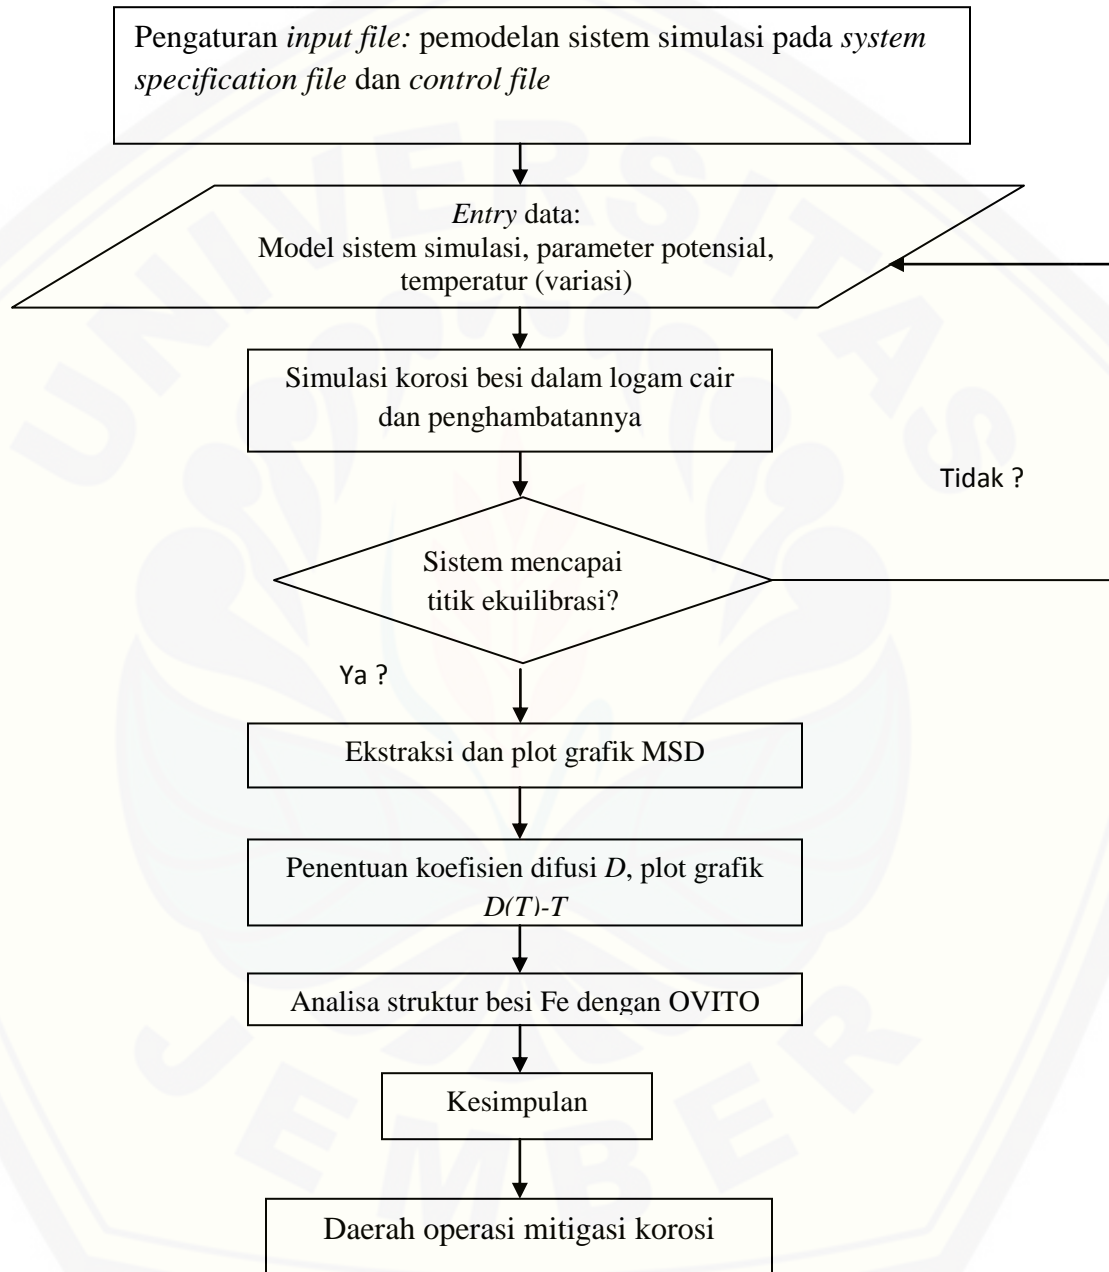 Pengaturan input file: pemodelan sistem simulasi pada system
specification file dan control file
Entry data:
Model sistem simulasi, parameter potensial,
temperatur (variasi)
Simulasi korosi besi dalam logam cair
dan penghambatannya
Tidak ?
Sistem mencapai
titik ekuilibrasi?
Ya ?
Ekstraksi dan plot grafik MSD
Penentuan koefisien difusi D, plot grafik
D(T)-T
Analisa struktur besi Fe dengan OVITO
Kesimpulan
Daerah operasi mitigasi korosi
UNIVERSITAS
JEMBER